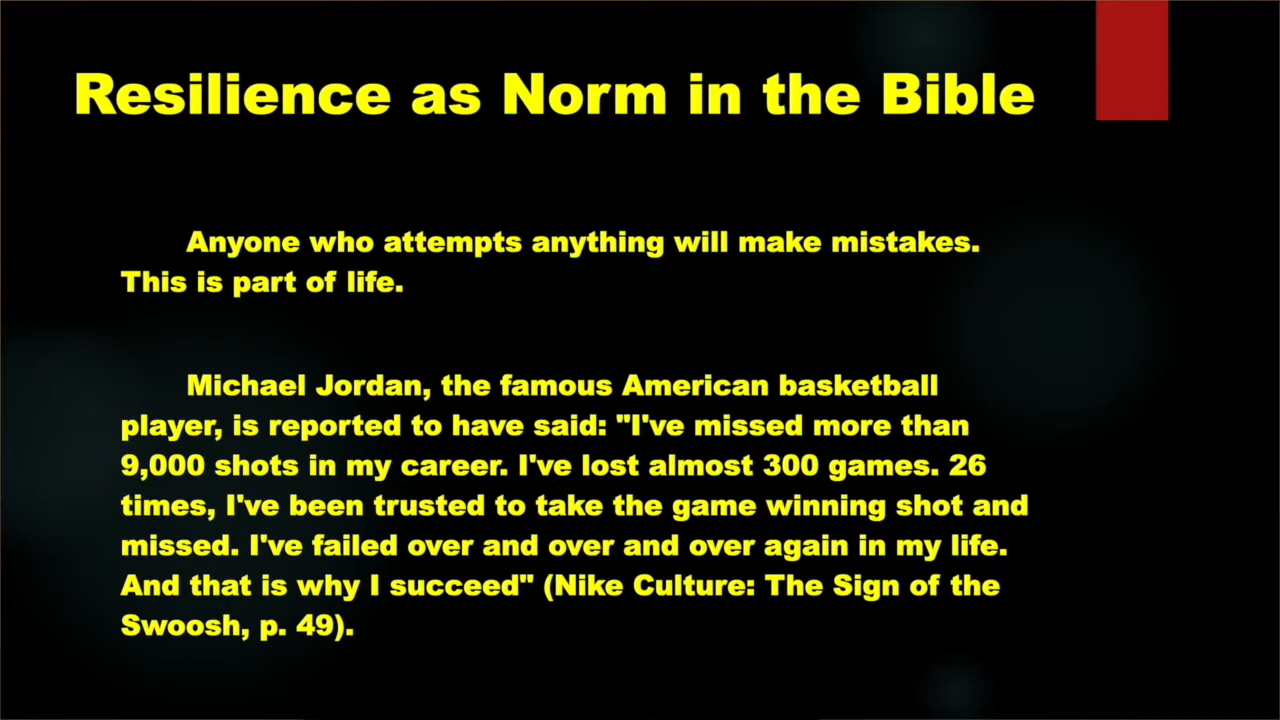 Resilience as Norm in the Bible
Anyone who attempts anything will make mistakes.
This is part of life.
Michael Jordan, the famous American basketball
player, is reported to have said: "I've missed more than
9,000 shots in my career. I've lost almost 300 games. 26
times, I've been trusted to take the game winning shot and
missed. I've failed over and over and over again in my life.
And that is why I succeed" (Nike Culture: The Sign of the
Swoosh, p. 49).